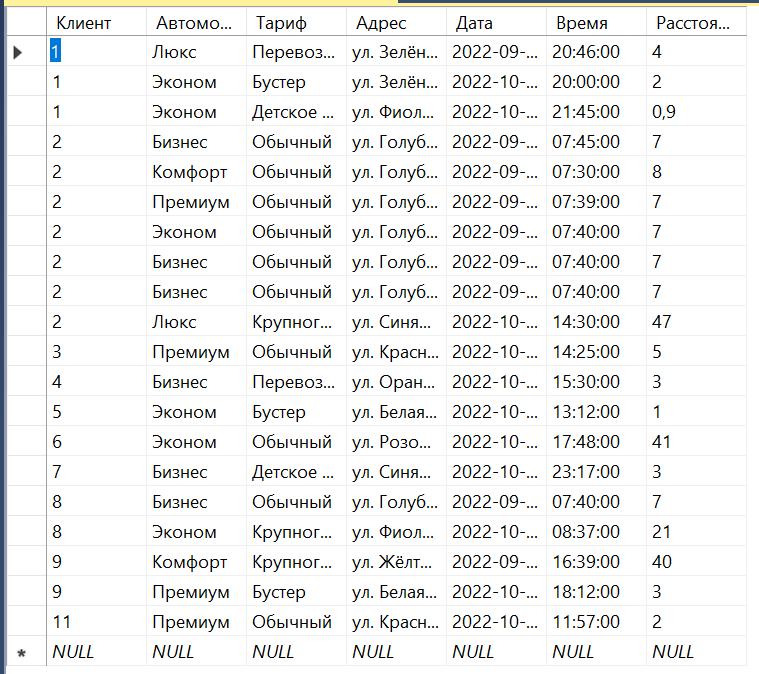 Клиент Автомо... Тариф Адрес Дата Время Расстоя...
1 Люкс Перевоз... ул. Зелён... 2022-09-... 20:46:00 4
1 Эконом Бустер ул. Зелён... 2022-10-... 20:00:00 2
1 Эконом Детское ... ул. Фиол... 2022-10-... 21:45:00 0,9
2 Бизнес Обычный ул. Голуб... 2022-09-... 07:45:00 7
2 Комфорт Обычный ул. Голуб... 2022-09-... 07:30:00 8
2 Премиум Обычный ул. Голуб... 2022-09-... 07:39:00 7
2 Эконом Обычный ул. Голуб... 2022-09-... 07:40:00 7
2 Бизнес Обычный ул. Голуб... 2022-09-... 07:40:00 7
2 Бизнес Обычный ул. Голуб... 2022-09-... 07:40:00 7
2 Люкс Крупног... ул. Синя... 2022-10-... 14:30:00 47
3 Премиум Обычный ул. Красн... 2022-10-... 14:25:00 5
4 Бизнес Перевоз... ул. Оран... 2022-10-... 15:30:00 3
5 Эконом Бустер ул. Белая... 2022-10-... 13:12:00 1
6 Эконом Обычный ул. Розо... 2022-10-... 17:48:00 41
7 Бизнес Детское ... ул. Синя... 2022-10-... 23:17:00 3
8 Бизнес Обычный ул. Голуб... 2022-09-... 07:40:00 7
8 Эконом Крупног... ул. Фиол... 2022-10-... 08:37:00 21
9 Комфорт Крупног... ул. Жёлт... 2022-09-... 16:39:00 40
9 Премиум Бустер ул. Белая... 2022-10-... 18:12:00 3
11 Премиум Обычный ул. Красн... 2022-10-... 11:57:00 2
NULL NULL NULL NULL NULL NULL NULL